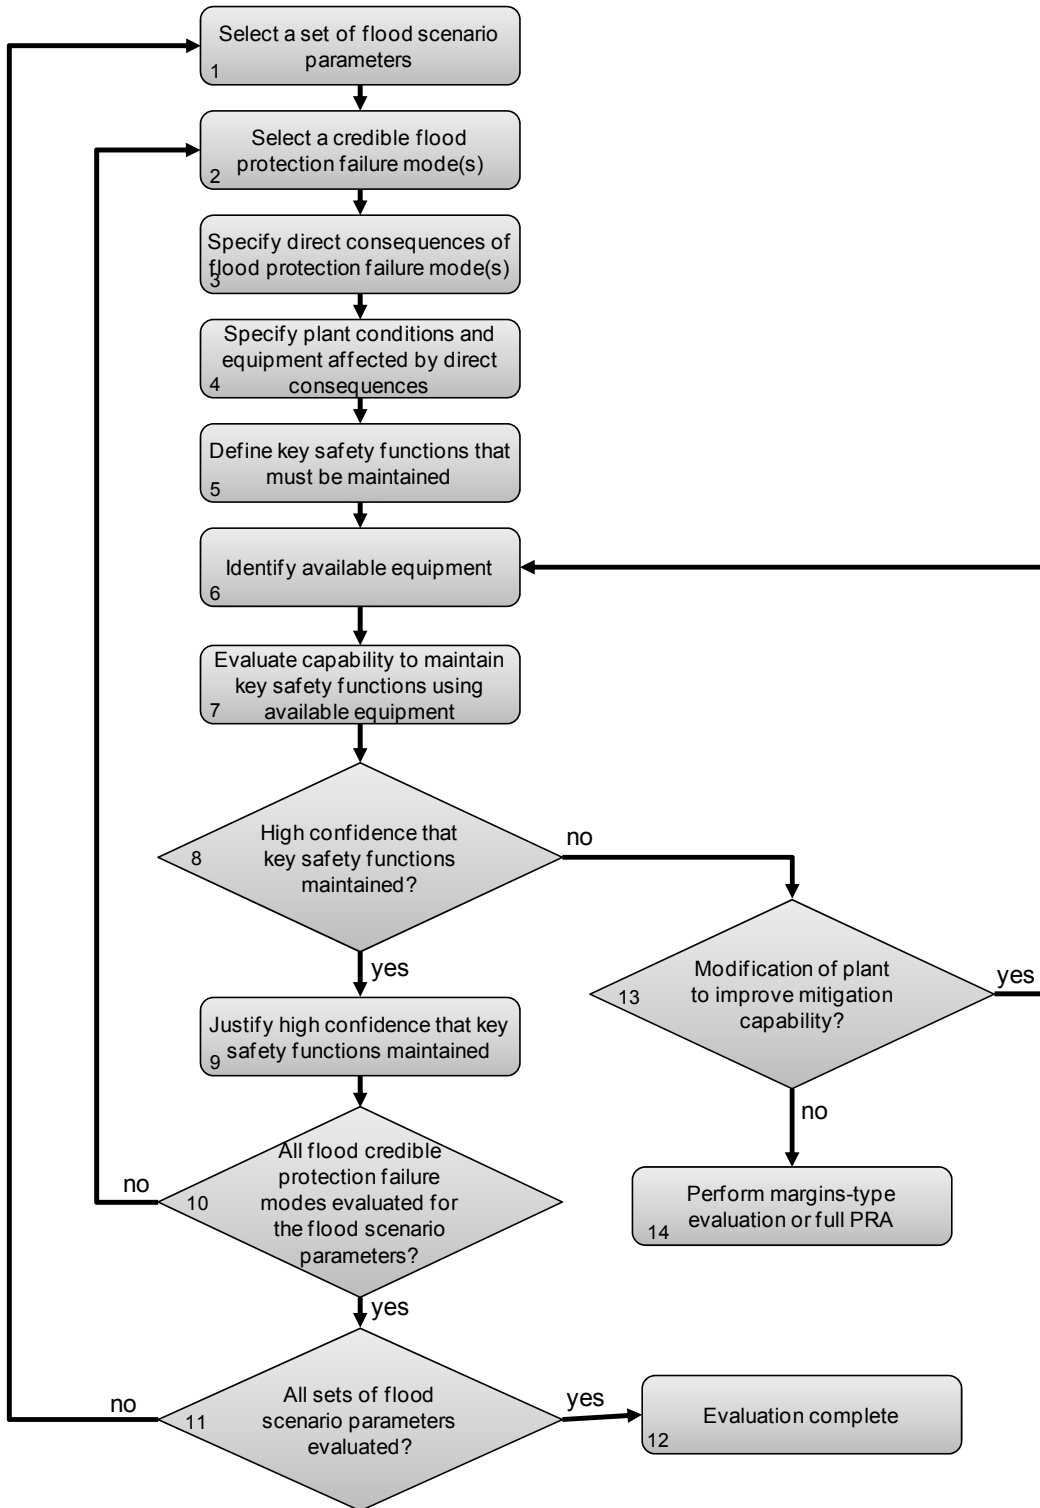 Select a set of flood scenario
parameters
1
Select a credible flood
protection failure mode(s)
2
Specify direct consequences of
flood protection failure mode(s)
3
Specify plant conditions and
equipment affected by direct
consequences
4
Define key safety functions that
must be maintained
5
Identify available equipment
6
Evaluate capability to maintain
key safety functions using
available equipment
7
High confidence that
key safety functions
maintained?
8
no
yes
Modification of plant
to improve mitigation
capability?
13
yes
no
Justify high confidence that key
safety functions maintained
9
All flood credible
protection failure
modes evaluated for
the flood scenario
parameters?
10
no
yes
Perform margins-type
evaluation or full PRA
14
All sets of flood
scenario parameters
evaluated?
11
no
yes
Evaluation complete
12